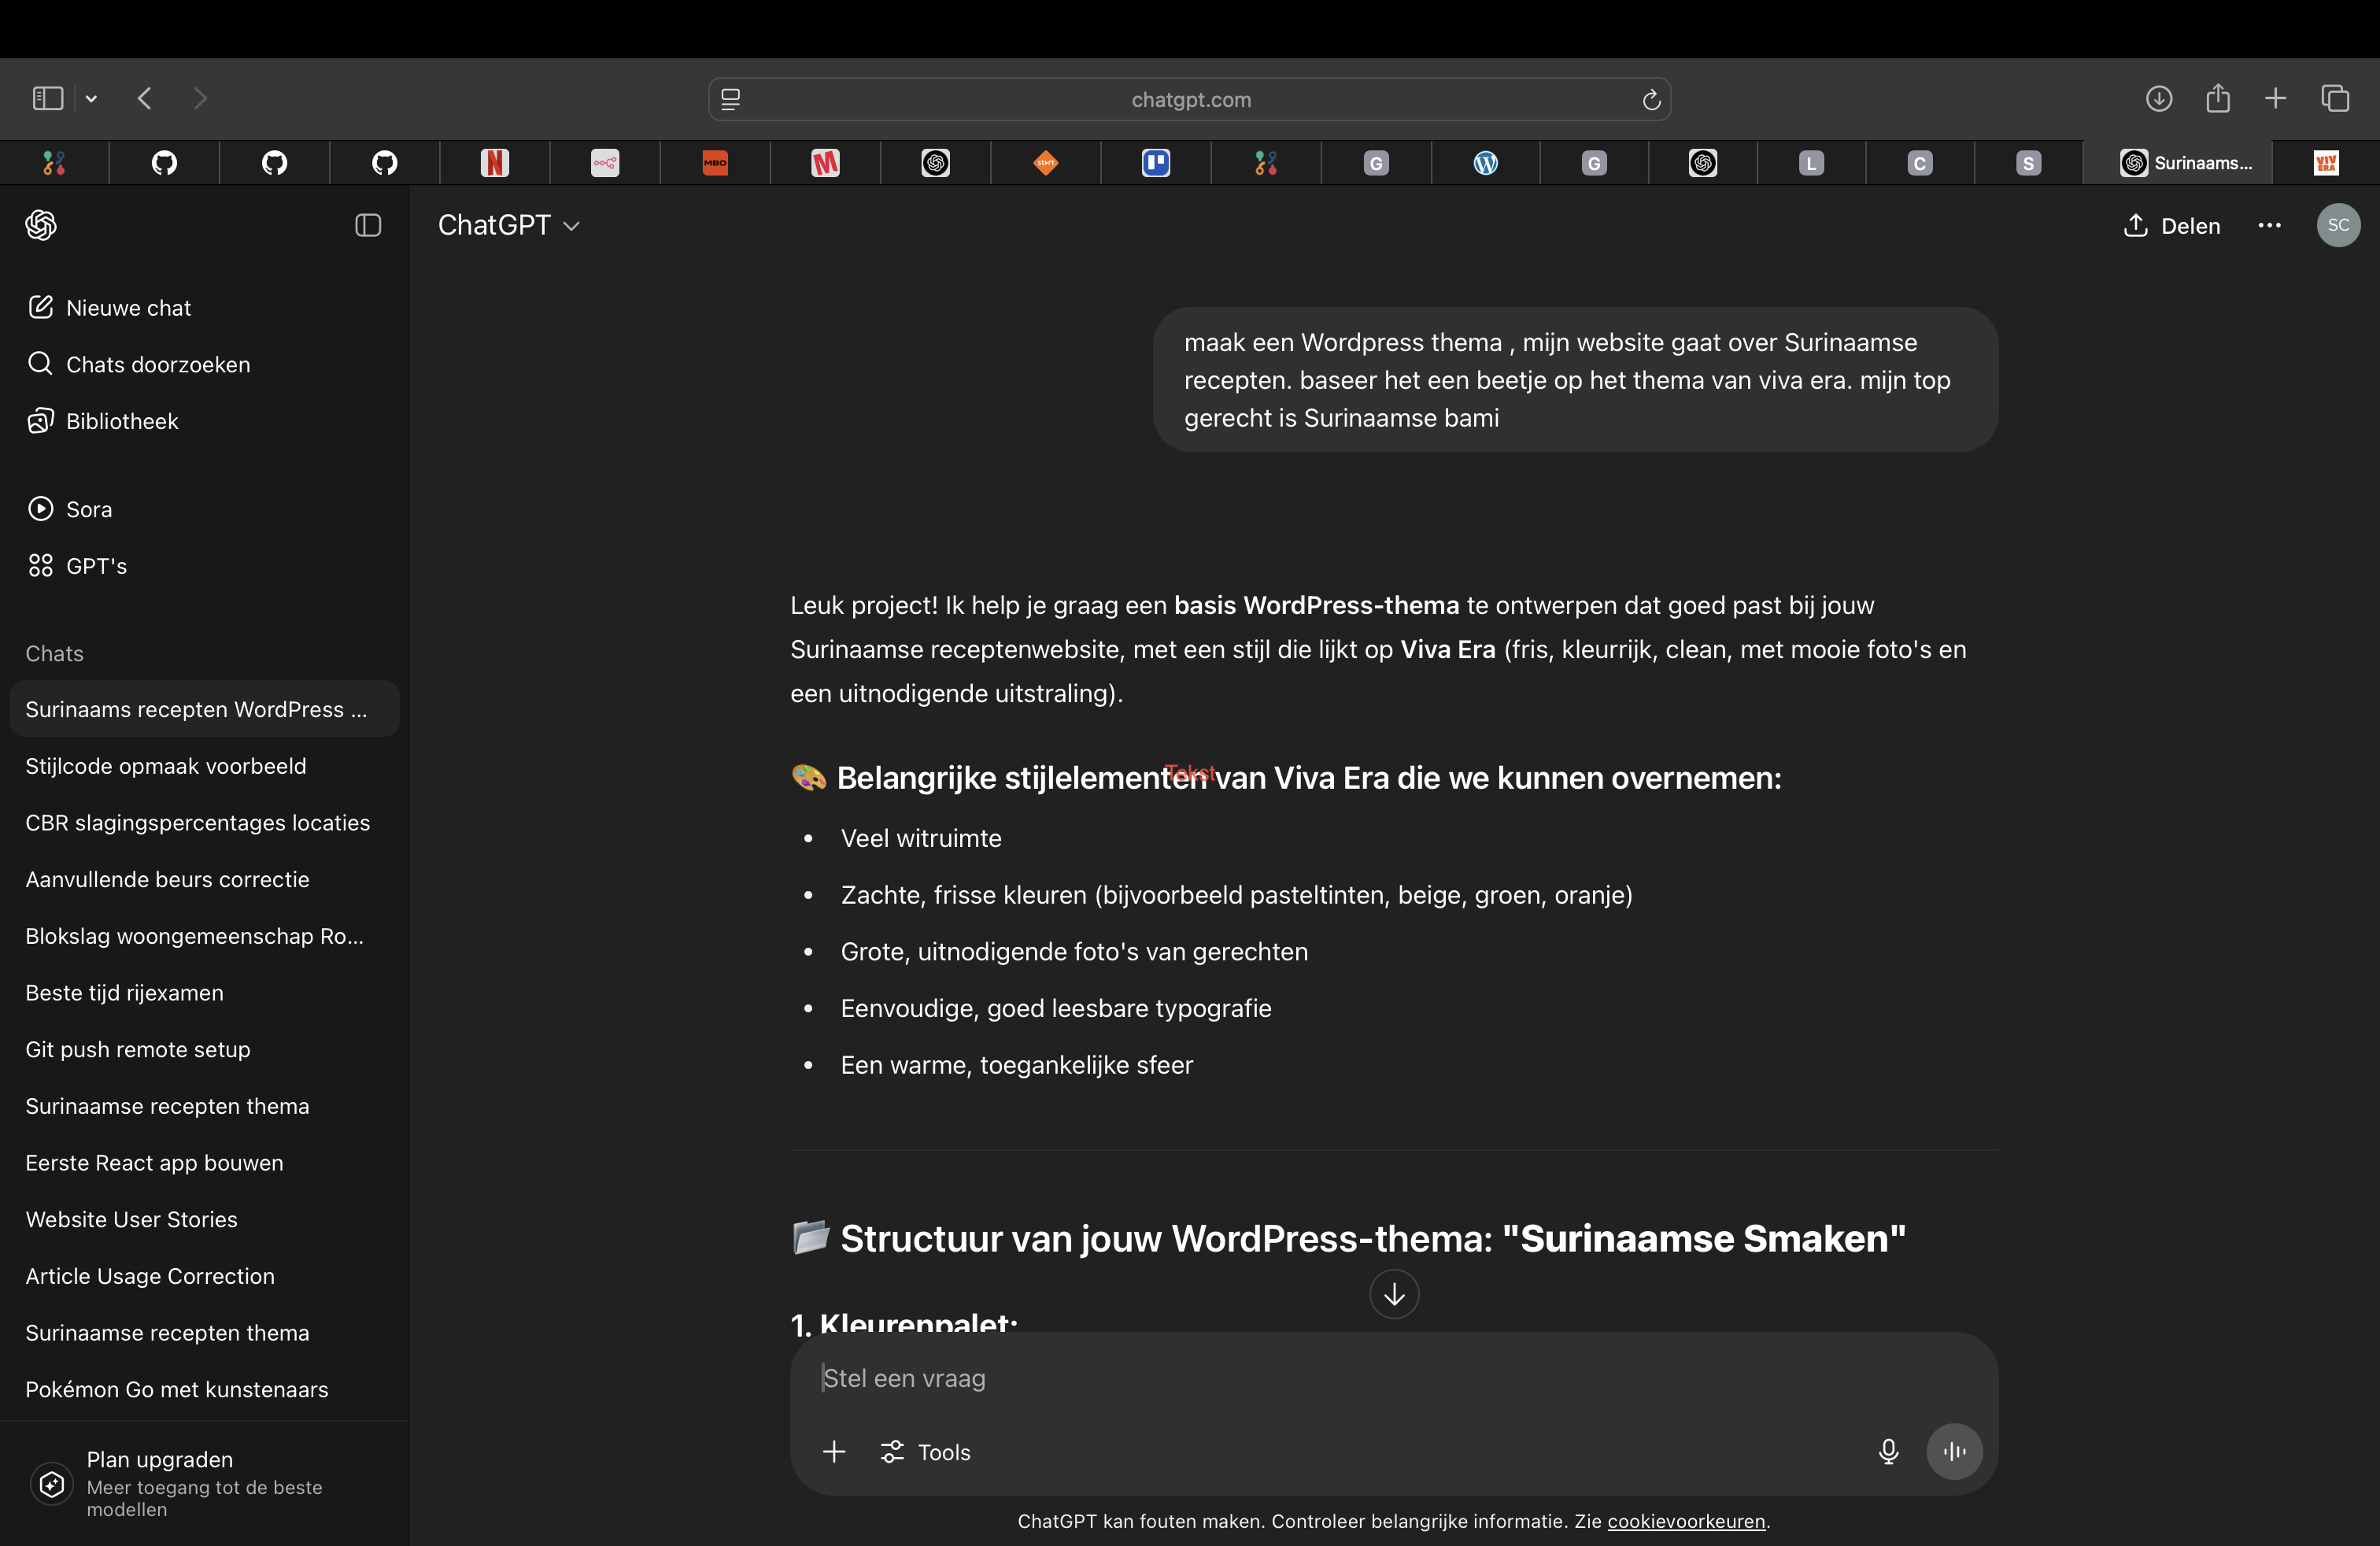 chatgpt.com
N
MBO
M
start
G
G
L
C
S
Surinaams...
VIV
ERA
ChatGPT
Delen
SC
Nieuwe chat
Chats doorzoeken
Bibliotheek
Sora
GPT's
Chats
Surinaams recepten WordPress ...
Stijlcode opmaak voorbeeld
CBR slagingspercentages locaties
Aanvullende beurs correctie
Blokslag woongemeenschap Ro...
Beste tijd rijexamen
Git push remote setup
Surinaamse recepten thema
Eerste React app bouwen
Website User Stories
Article Usage Correction
Surinaamse recepten thema
Pokémon Go met kunstenaars
Plan upgraden
Meer toegang tot de beste
modellen
maak een Wordpress thema , mijn website gaat over Surinaamse
recepten. baseer het een beetje op het thema van viva era. mijn top
gerecht is Surinaamse bami
Leuk project! Ik help je graag een basis WordPress-thema te ontwerpen dat goed past bij jouw
Surinaamse receptenwebsite, met een stijl die lijkt op Viva Era (fris, kleurrijk, clean, met mooie foto's en
een uitnodigende uitstraling).
🎨 Belangrijke stijlelementen van Viva Era die we kunnen overnemen:
Tekst
• Veel witruimte
• Zachte, frisse kleuren (bijvoorbeeld pasteltinten, beige, groen, oranje)
• Grote, uitnodigende foto's van gerechten
• Eenvoudige, goed leesbare typografie
• Een warme, toegankelijke sfeer
📂 Structuur van jouw WordPress-thema: "Surinaamse Smaken"
1. Kleurenpalet:
Stel een vraag
Tools
ChatGPT kan fouten maken. Controleer belangrijke informatie. Zie cookievoorkeuren.